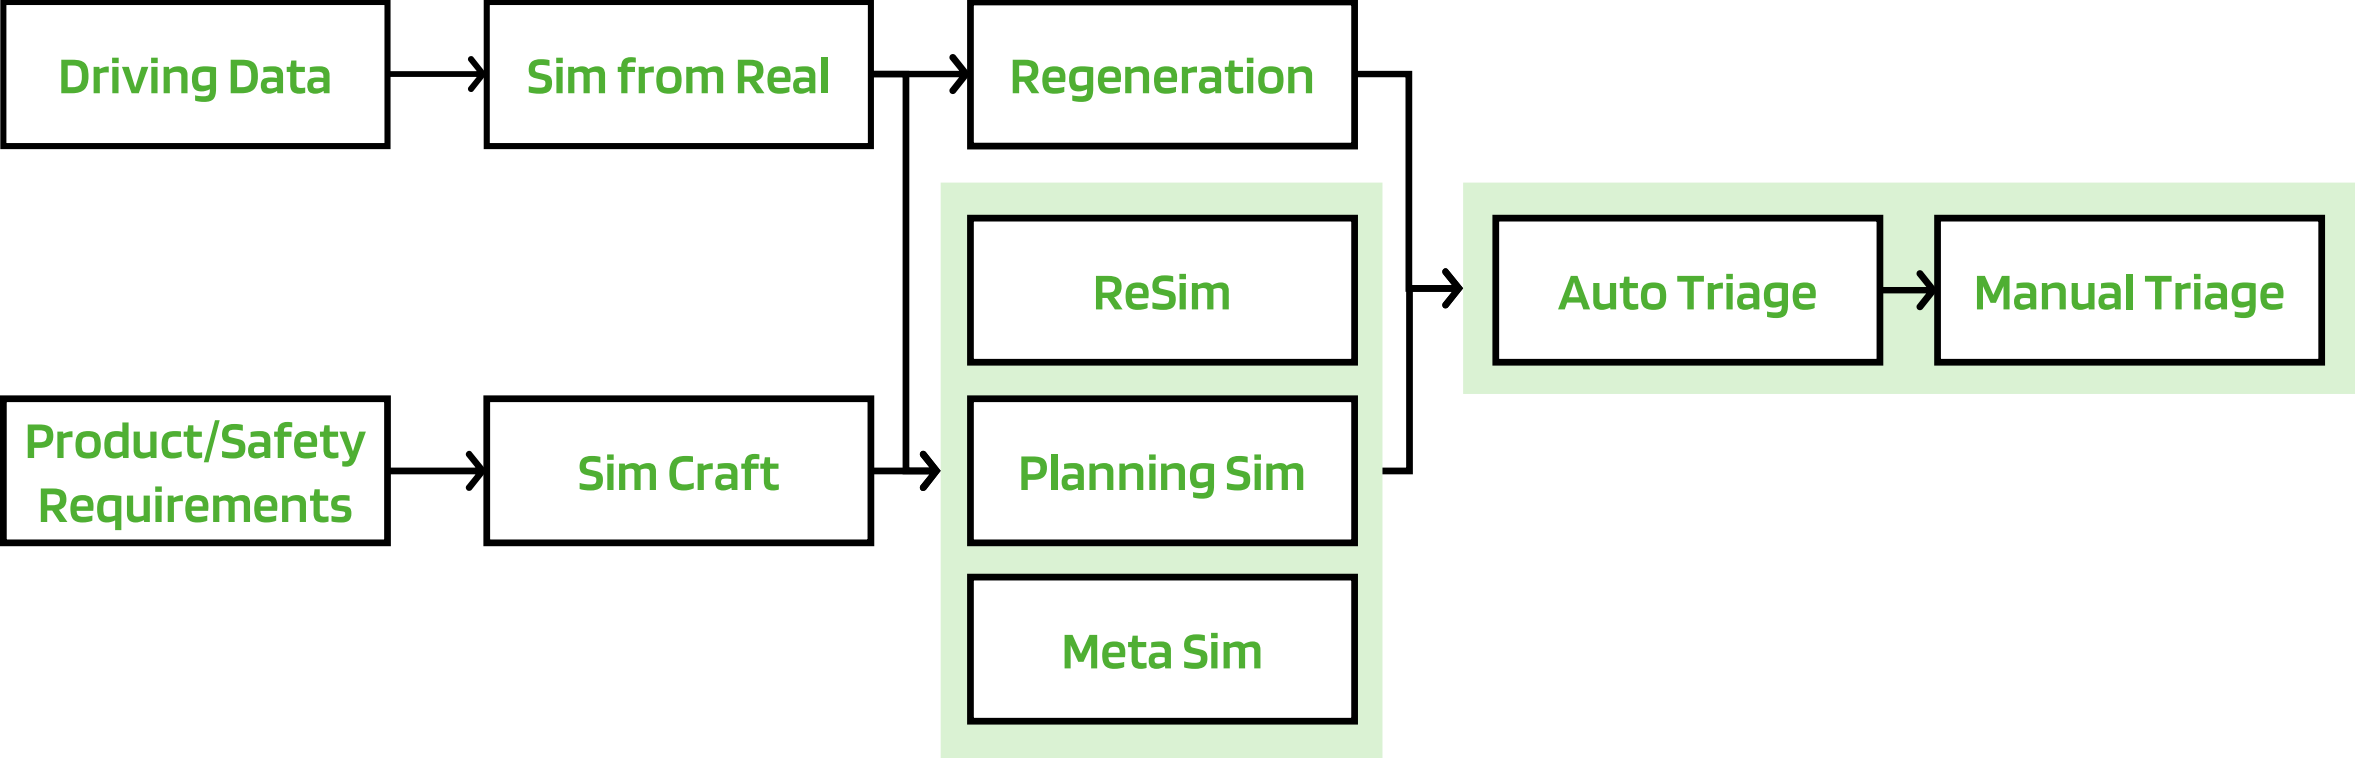 Driving Data
Sim from Real
Regeneration
ReSim
Auto Triage
Manual Triage
Product/Safety
Requirements
Sim Craft
Planning Sim
Meta Sim